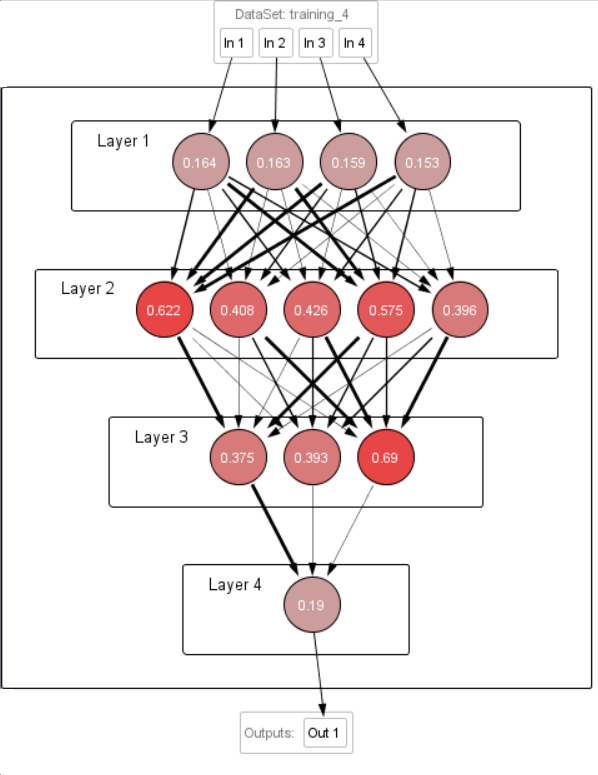 DataSet: training_4
In 1 In 2 In 3 In 4
Layer 1
0.164 0.163 0.159 0.153
Layer 2
0.622 0.408 0.426 0.575 0.396
Layer 3
0.375 0.393 0.69
Layer 4
0.19
Outputs: Out 1